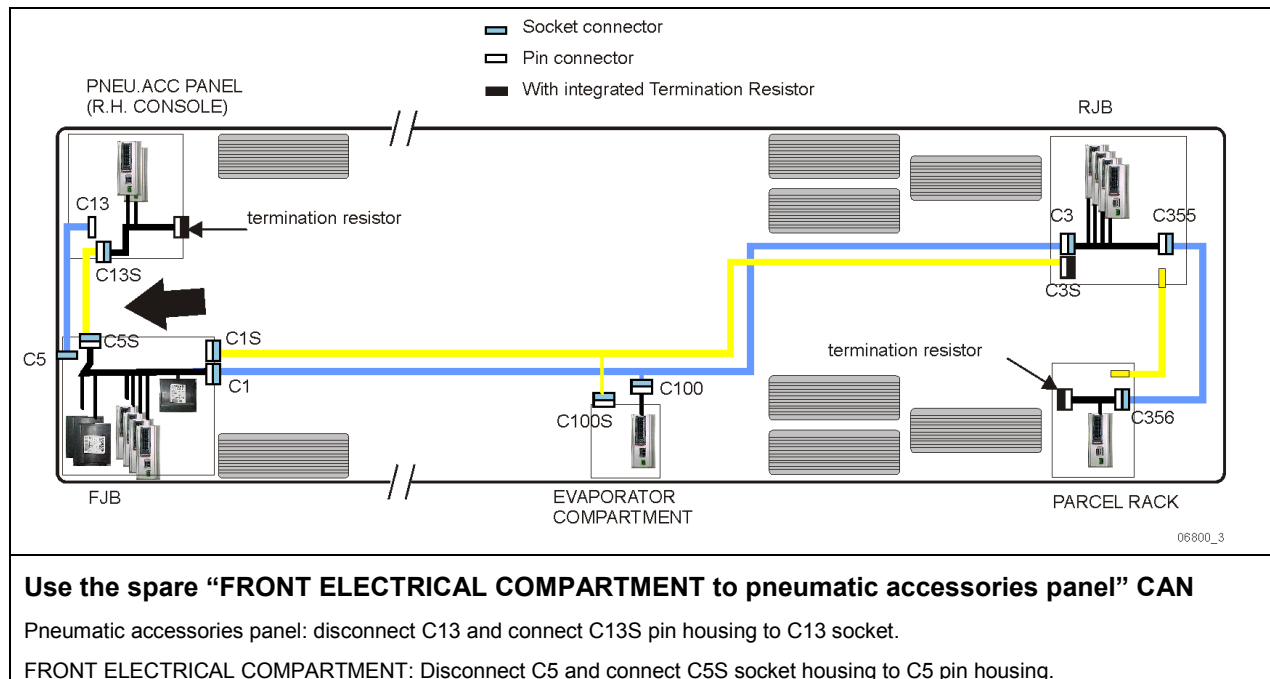 Socket connector
Pin connector
With integrated Termination Resistor
PNEU.ACC PANEL
(R.H. CONSOLE)
RJB
C13
termination resistor
C3
C355
C13S
C3S
C5
C5S
C1S
C1
termination resistor
C100
C100S
C356
FJB
EVAPORATOR
COMPARTMENT
PARCEL RACK
06800_3
Use the spare “FRONT ELECTRICAL COMPARTMENT to pneumatic accessories panel” CAN
Pneumatic accessories panel: disconnect C13 and connect C13S pin housing to C13 socket.
FRONT ELECTRICAL COMPARTMENT: Disconnect C5 and connect C5S socket housing to C5 pin housing.